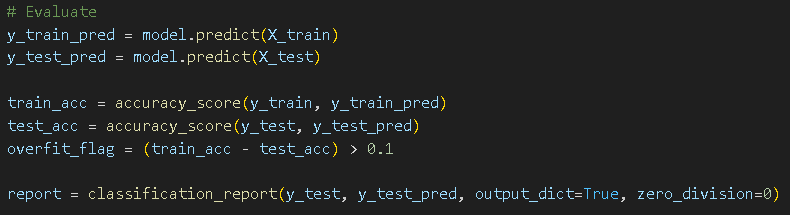 # Evaluate
y_train_pred = model.predict(X_train)
y_test_pred = model.predict(X_test)
train_acc = accuracy_score(y_train, y_train_pred)
test_acc = accuracy_score(y_test, y_test_pred)
overfit_flag = (train_acc - test_acc) > 0.1
report = classification_report(y_test, y_test_pred, output_dict=True, zero_division=0)